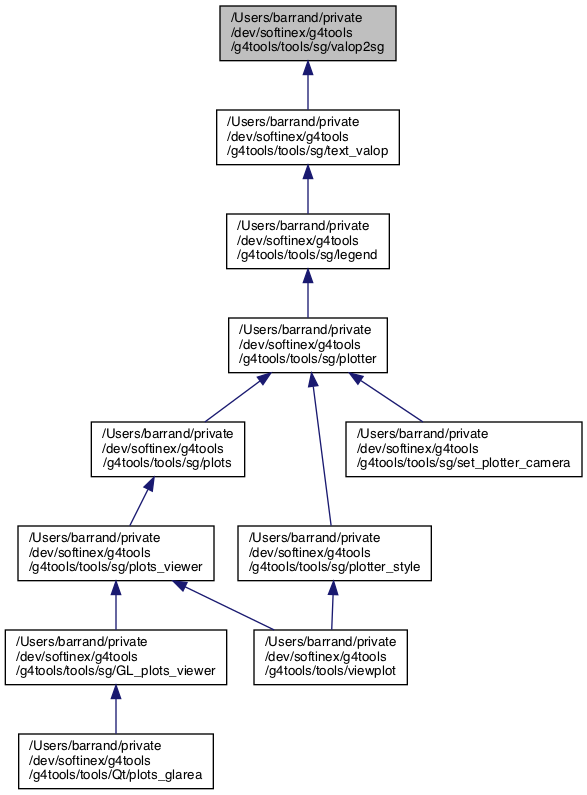 /Users/barrand/private
/dev/softinex/g4tools
/g4tools/tools/sg/valop2sg
/Users/barrand/private
/dev/softinex/g4tools
/g4tools/tools/sg/text_valop
/Users/barrand/private
/dev/softinex/g4tools
/g4tools/tools/sg/legend
/Users/barrand/private
/dev/softinex/g4tools
/g4tools/tools/sg/plotter
/Users/barrand/private
/dev/softinex/g4tools
/g4tools/tools/sg/plots
/Users/barrand/private
/dev/softinex/g4tools
/g4tools/tools/sg/set_plotter_camera
/Users/barrand/private
/dev/softinex/g4tools
/g4tools/tools/sg/plots_viewer
/Users/barrand/private
/dev/softinex/g4tools
/g4tools/tools/sg/plotter_style
/Users/barrand/private
/dev/softinex/g4tools
/g4tools/tools/sg/GL_plots_viewer
/Users/barrand/private
/dev/softinex/g4tools
/g4tools/tools/viewplot
/Users/barrand/private
/dev/softinex/g4tools
/g4tools/tools/Qt/plots_glarea